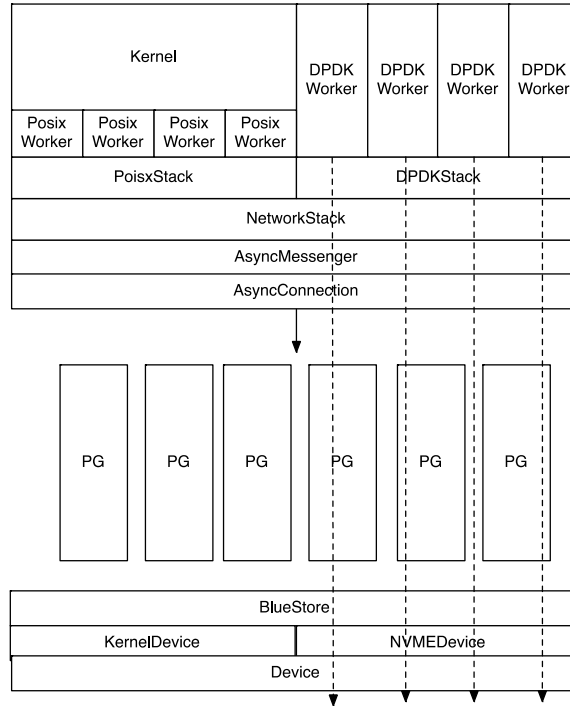 Kernel
DPDK
Worker
DPDK
Worker
DPDK
Worker
DPDK
Worker
Posix
Worker
Posix
Worker
Posix
Worker
Posix
Worker
PoisxStack
DPDKStack
NetworkStack
AsyncMessenger
AsyncConnection
PG
PG
PG
PG
PG
PG
BlueStore
KernelDevice
NVMEDevice
Device